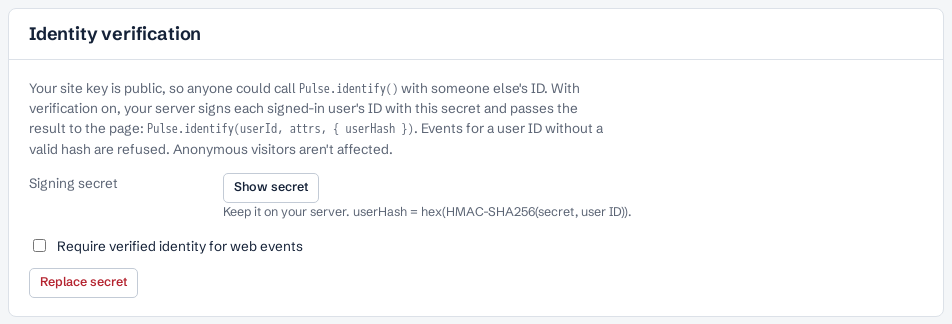 Identity verification
Your site key is public, so anyone could call Pulse.identify() with someone else's ID. With
verification on, your server signs each signed-in user's ID with this secret and passes the
result to the page: Pulse.identify(userId, attrs, { userHash }). Events for a user ID without a
valid hash are refused. Anonymous visitors aren't affected.
Signing secret
Show secret
Keep it on your server. userHash = hex(HMAC-SHA256(secret, user ID)).
Require verified identity for web events
Replace secret